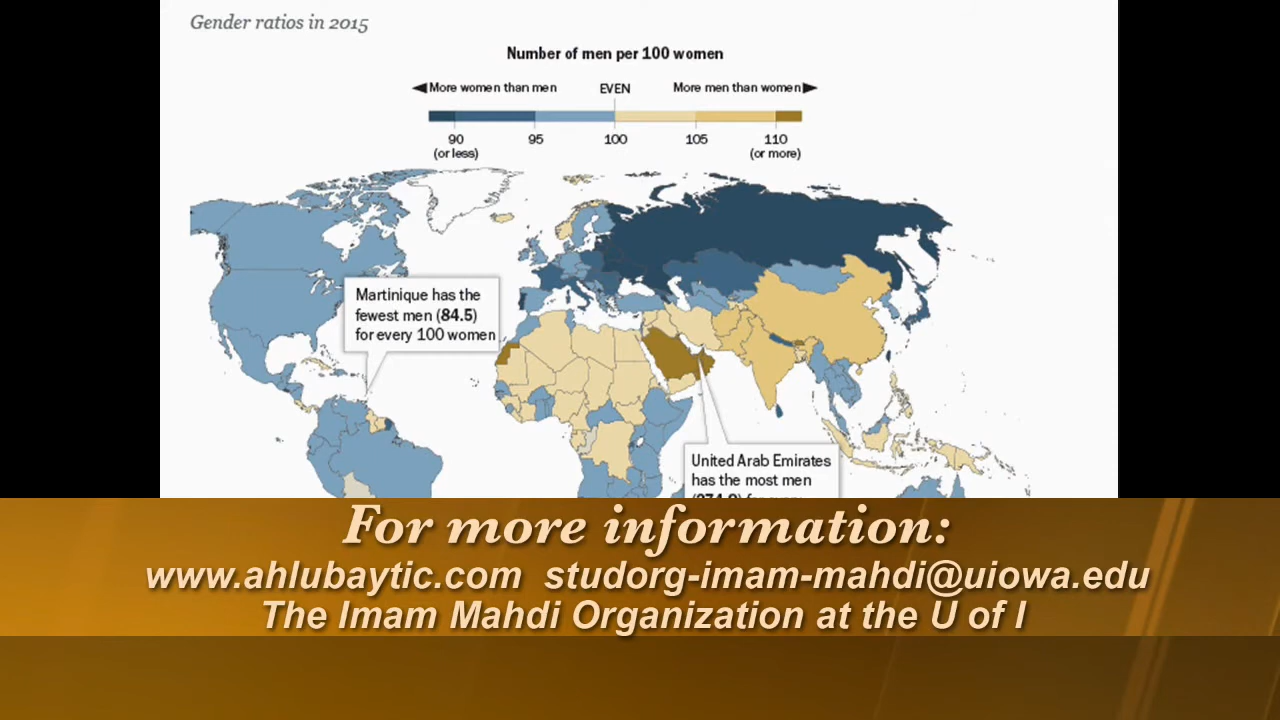 Gender ratios in 2015
Number of men per 100 women
More women than men EVEN More men than women
90 95 100 105 110
(or less) (or more)
Martinique has the
fewest men (84.5)
for every 100 women
United Arab Emirates
has the most men
For more information:
www.ahlubaytic.com studorg-imam-mahdi@uiowa.edu
The Imam Mahdi Organization at the U of I